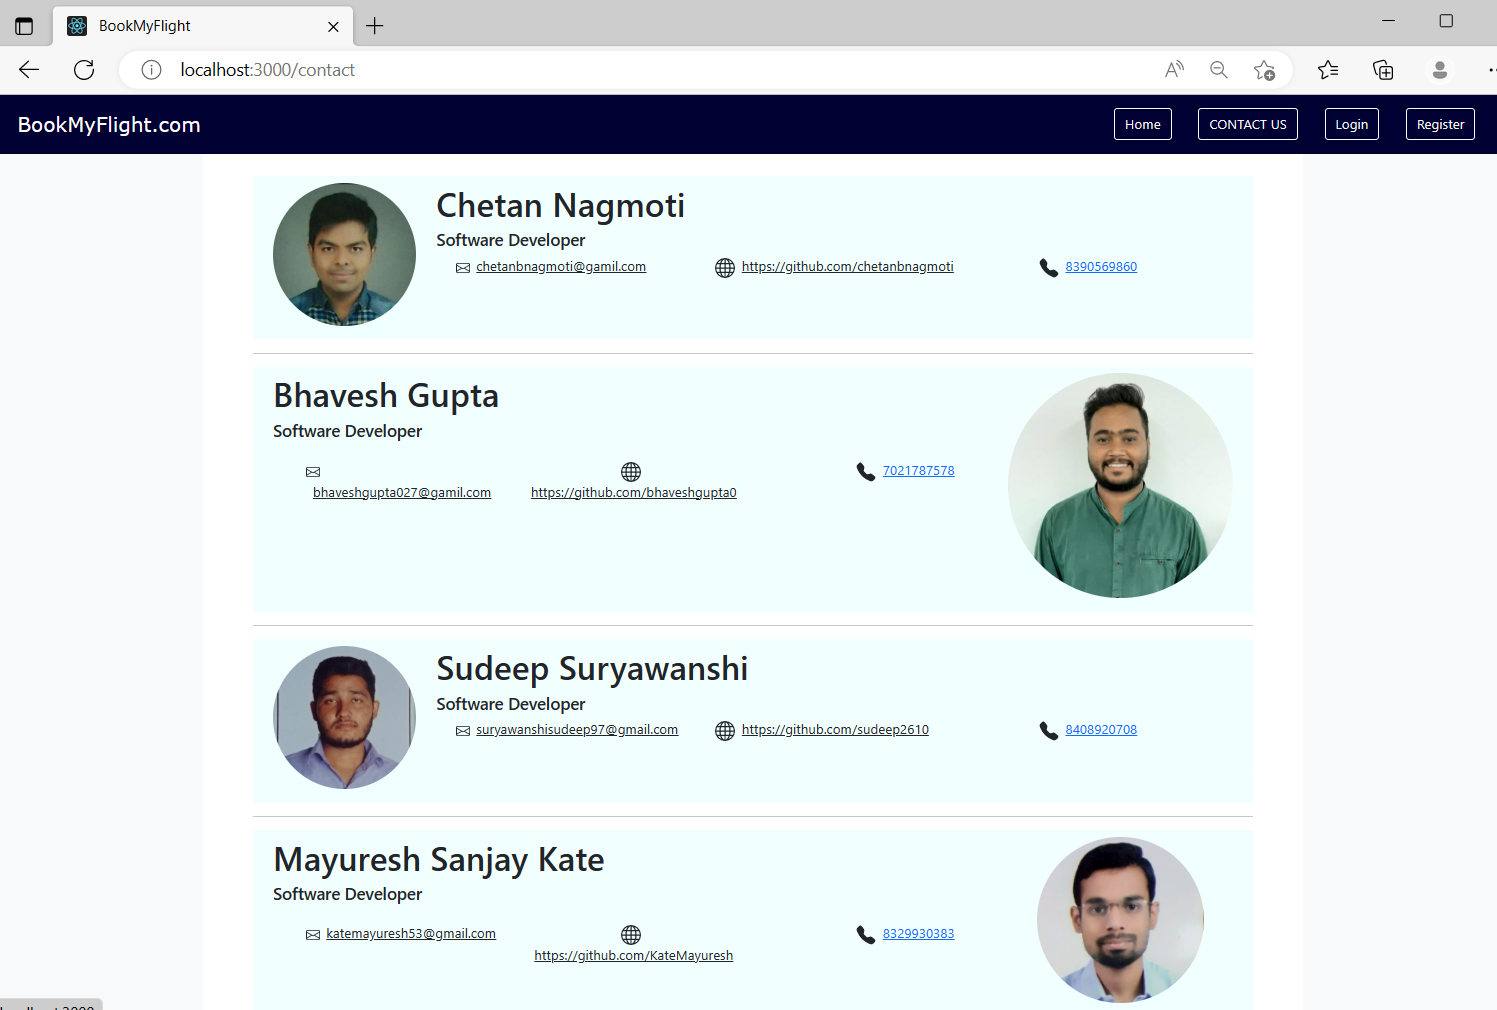 BookMyFlight
localhost:3000/contact
BookMyFlight.com
Home CONTACT US Login Register
Chetan Nagmoti
Software Developer
chetanbnagmoti@gamil.com https://github.com/chetanbnagmoti 8390569860
Bhavesh Gupta
Software Developer
7021787578
bhaveshgupta027@gamil.com https://github.com/bhaveshgupta0
Sudeep Suryawanshi
Software Developer
suryawanshisudeep97@gmail.com https://github.com/sudeep2610 8408920708
Mayuresh Sanjay Kate
Software Developer
katemayuresh53@gmail.com 8329930383
https://github.com/KateMayuresh